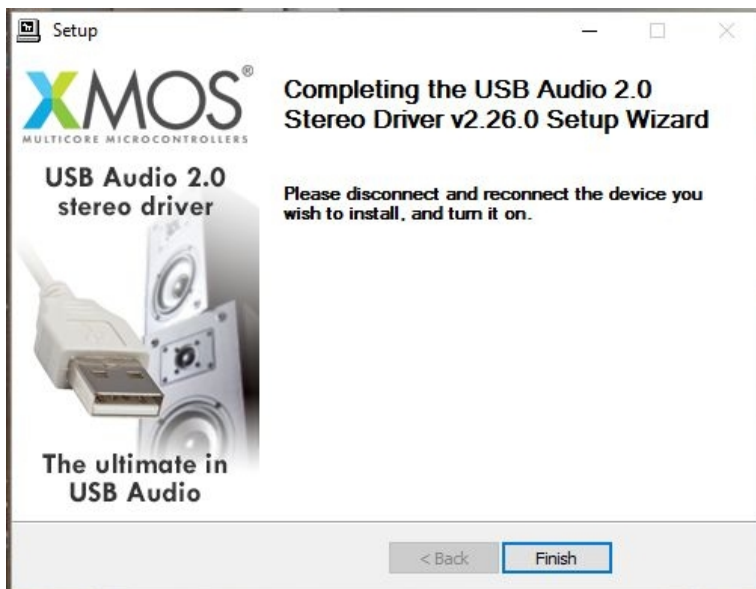 Setup
XMOS®
MULTICORE MICROCONTROLLERS
USB Audio 2.0
stereo driver
The ultimate in
USB Audio
Completing the USB Audio 2.0
Stereo Driver v2.26.0 Setup Wizard
Please disconnect and reconnect the device you
wish to install, and turn it on.
< Back
Finish